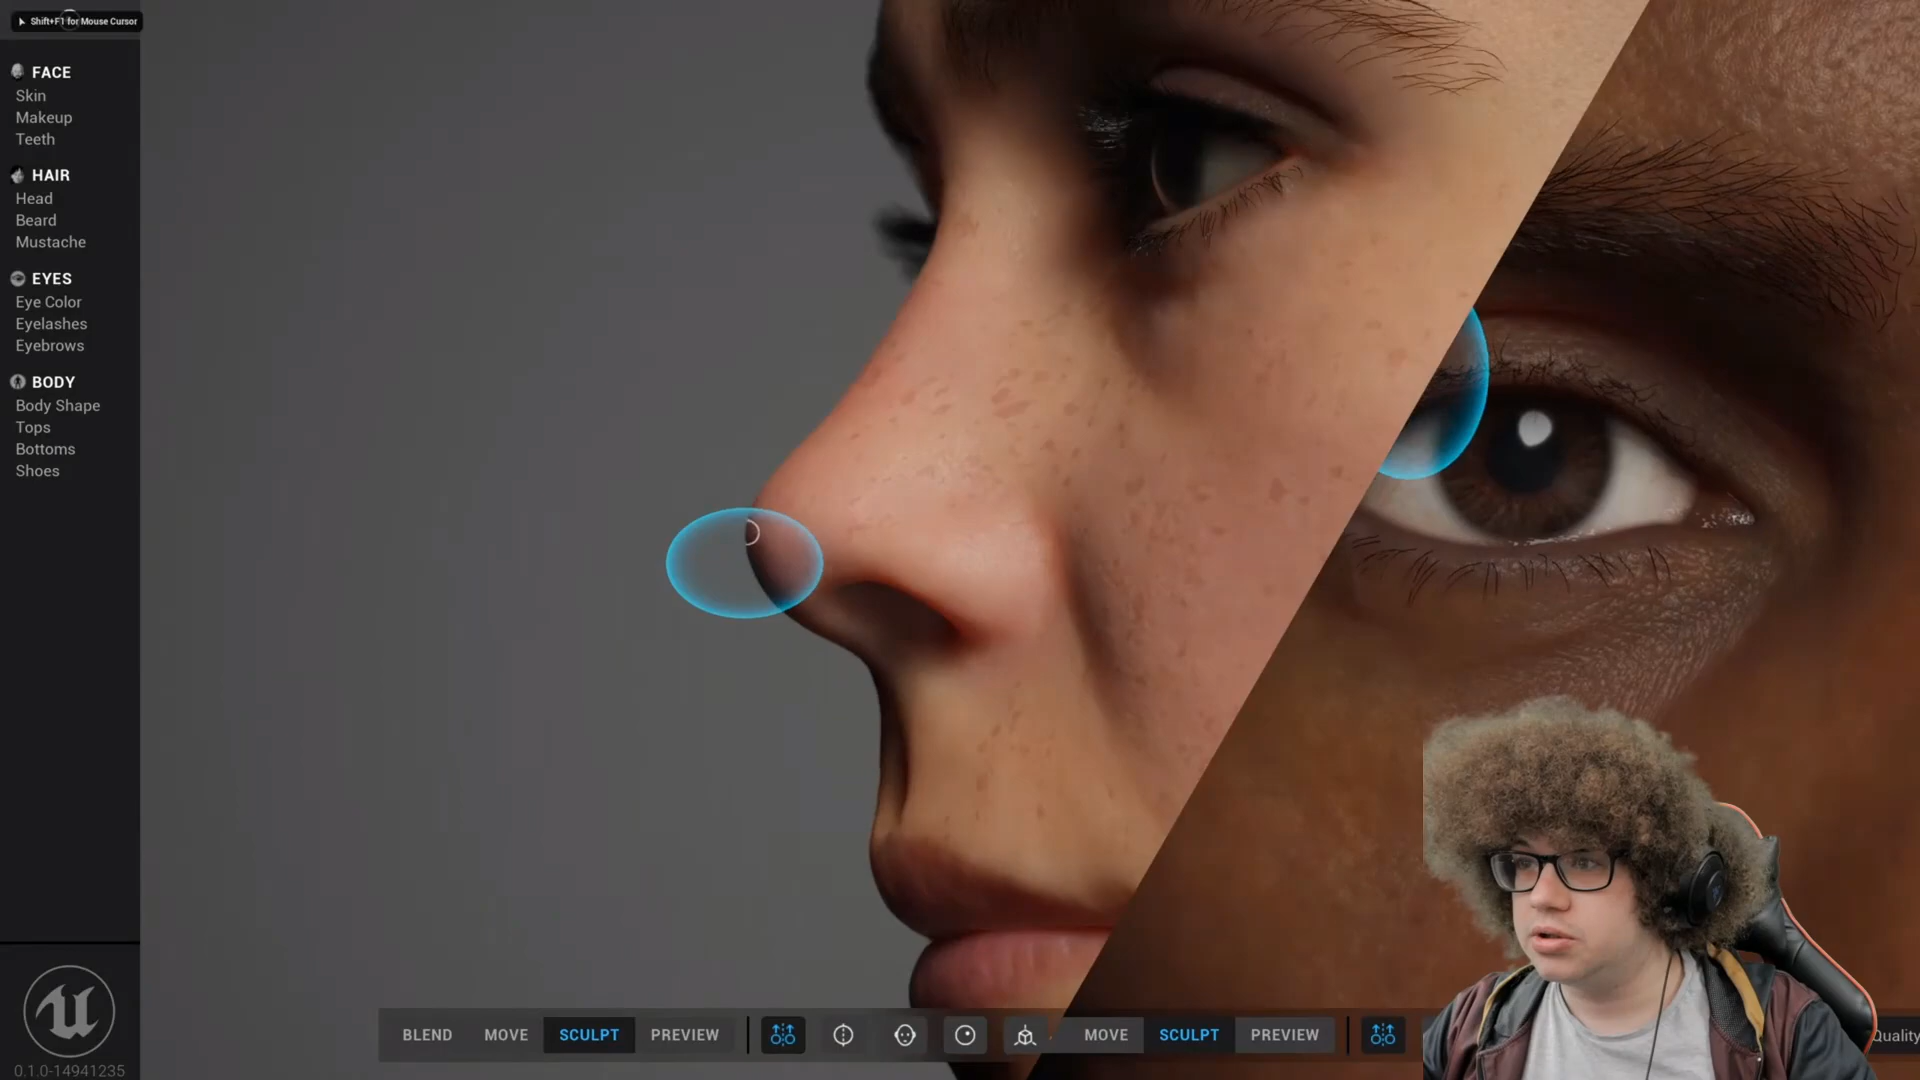 Shift+F1 for Mouse Cursor
FACE
Skin
Makeup
Teeth
HAIR
Head
Beard
Mustache
EYES
Eye Color
Eyelashes
Eyebrows
BODY
Body Shape
Tops
Bottoms
Shoes
BLEND MOVE SCULPT PREVIEW MOVE SCULPT PREVIEW Quality
0.1.0-14941235